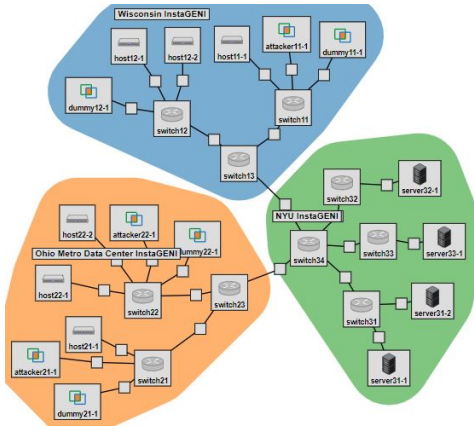 Wisconsin InstaGENI
host12-1
host12-2
host11-1
attacker11-1
dummy11-1
dummy12-1
switch12
switch11
switch13
NYU InstaGENI
switch32
server32-1
switch34
switch33
server33-1
switch31
server31-2
server31-1
Ohio Metro Data Center InstaGENI
host22-2
attacker22-1
dummy22-1
host22-1
switch22
switch23
host21-1
attacker21-1
switch21
dummy21-1